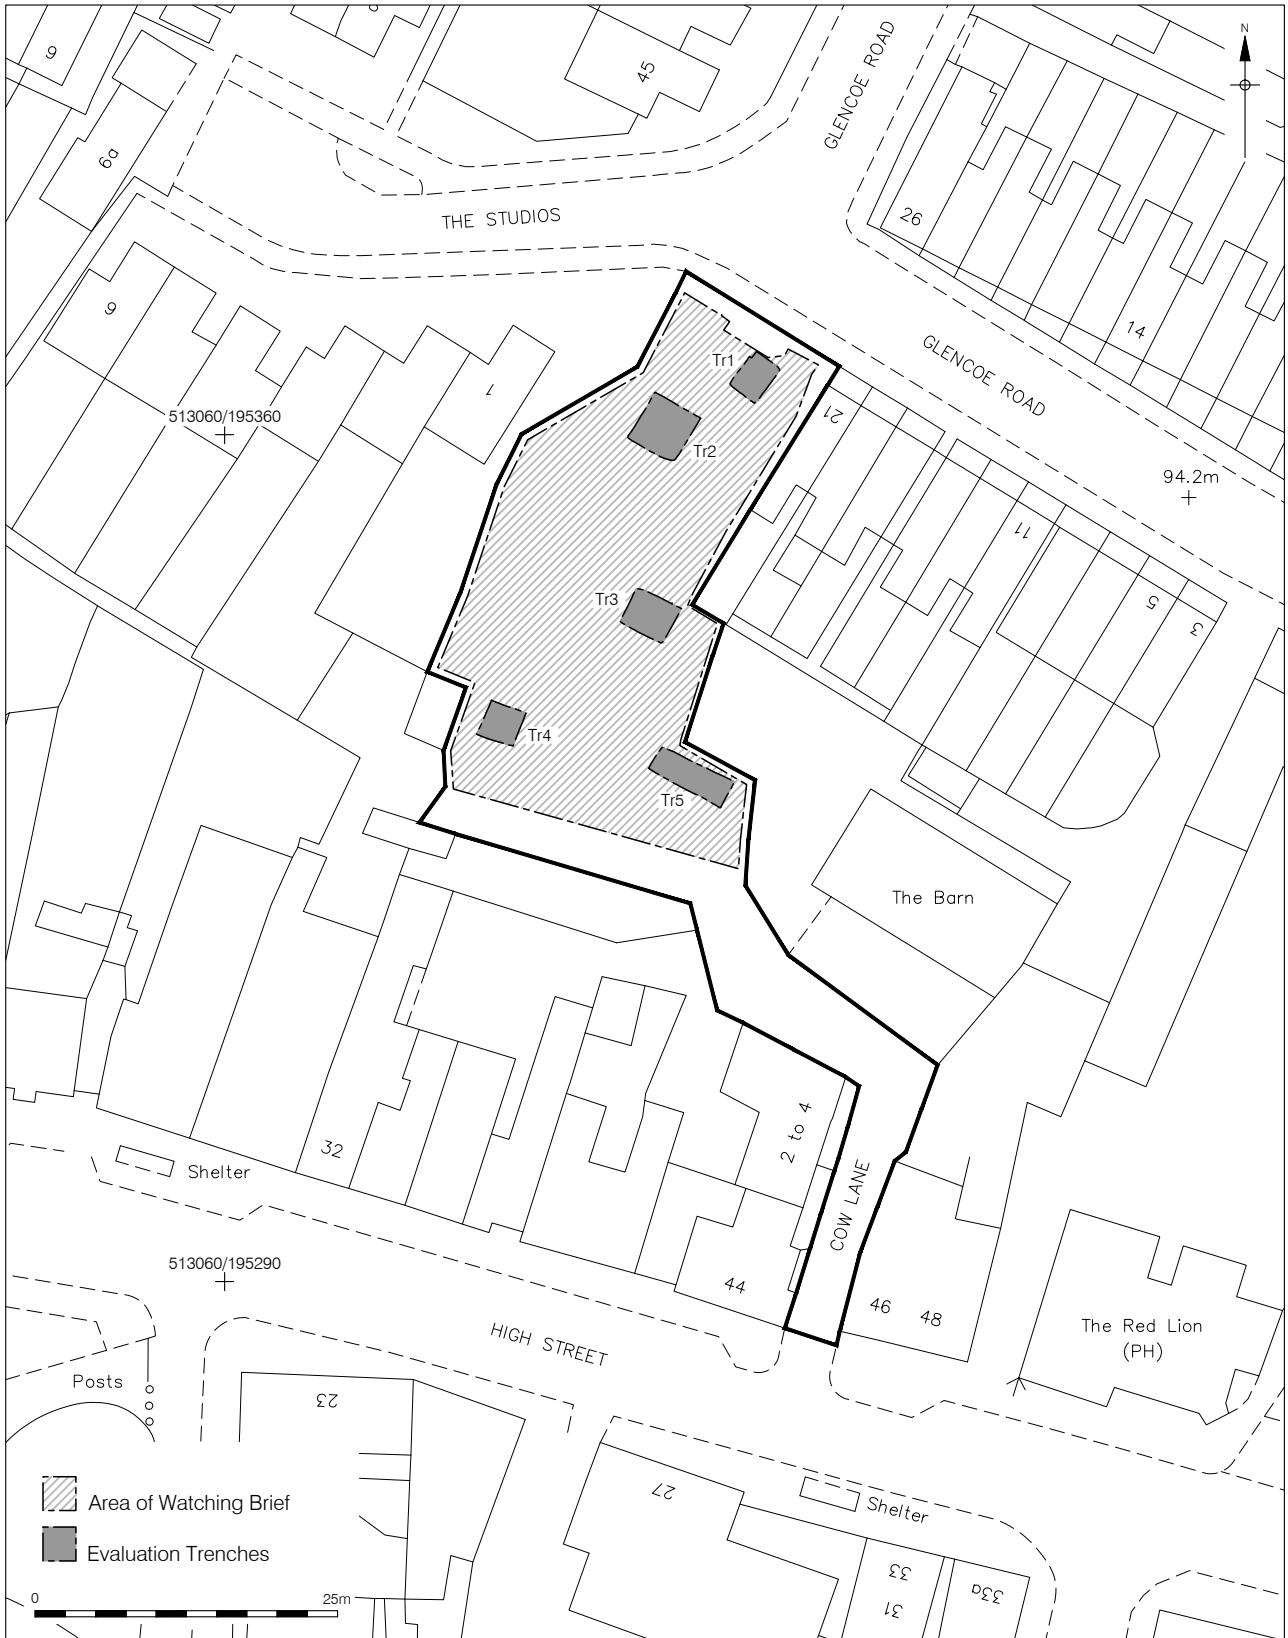 N
9
6
45
GLENCOE ROAD
6a
THE STUDIOS
26
9
14
GLENCOE ROAD
Tr1
1
21
513060/195360
Tr2
94.2m
11
Tr3
5
3
Tr4
Tr5
The Barn
2 to 4
32
Shelter
COW LANE
513060/195290
44
46
48
The Red Lion
(PH)
HIGH STREET
Posts
23
27
Shelter
Area of Watching Brief
Evaluation Trenches
33
31
33a
0
25m